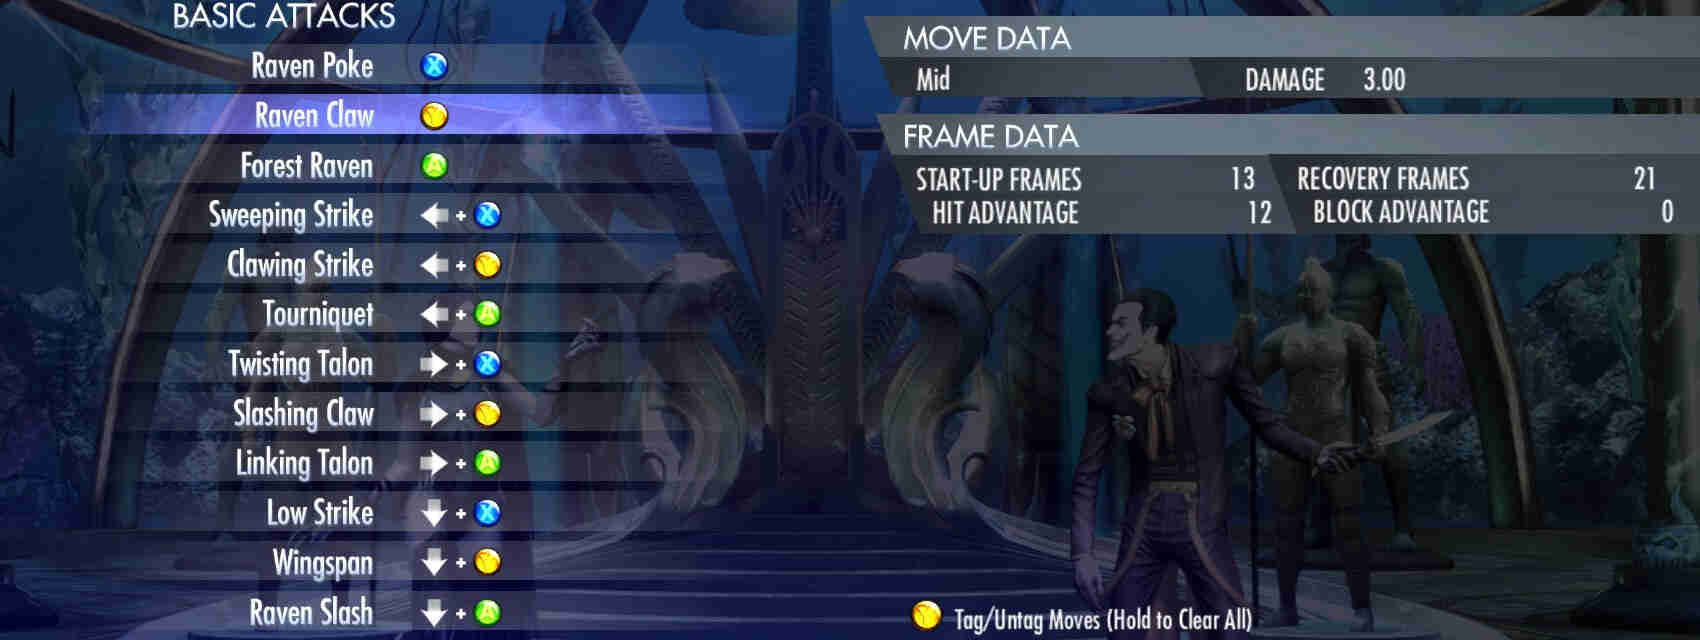 BASIC ATTACKS
Raven Poke X
Raven Claw Y
Forest Raven A
Sweeping Strike + X
Clawing Strike + Y
Tourniquet + A
Twisting Talon + X
Slashing Claw + Y
Linking Talon + A
Low Strike + X
Wingspan + Y
Raven Slash + A
MOVE DATA
Mid DAMAGE 3.00
FRAME DATA
START-UP FRAMES 13 RECOVERY FRAMES 21
HIT ADVANTAGE 12 BLOCK ADVANTAGE 0
Y Tag/Untag Moves (Hold to Clear All)